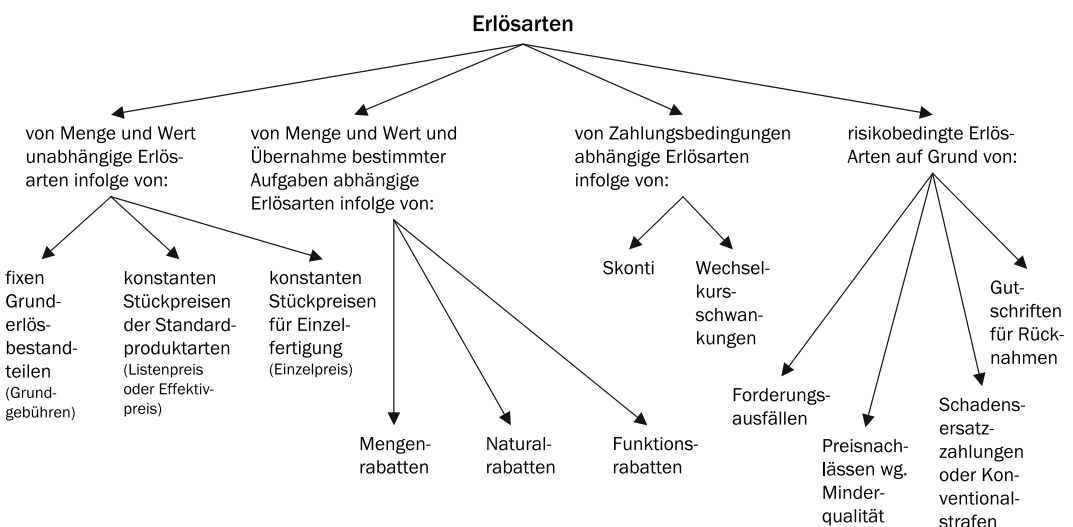 Erlösarten
von Menge und Wert
unabhängige Erlös-
arten infolge von:
von Menge und Wert und
Übernahme bestimmter
Aufgaben abhängige
Erlösarten infolge von:
von Zahlungsbedingungen
abhängige Erlösarten
infolge von:
risikobedingte Erlös-
Arten auf Grund von:
fixen
Grund-
erlös-
bestand-
teilen
(Grund-
gebühren)
konstanten
Stückpreisen
der Standard-
produktarten
(Listenpreis
oder Effektiv-
preis)
konstanten
Stückpreisen
für Einzel-
fertigung
(Einzelpreis)
Mengen-
rabatten
Natural-
rabatten
Funktions-
rabatten
Skonti
Wechsel-
kurs-
schwan-
kungen
Forderungs-
ausfällen
Preisnach-
lässen wg.
Minder-
qualität
Schadens-
ersatz-
zahlungen
oder Kon-
ventional-
strafen
Gut-
schriften
für Rück-
nahmen